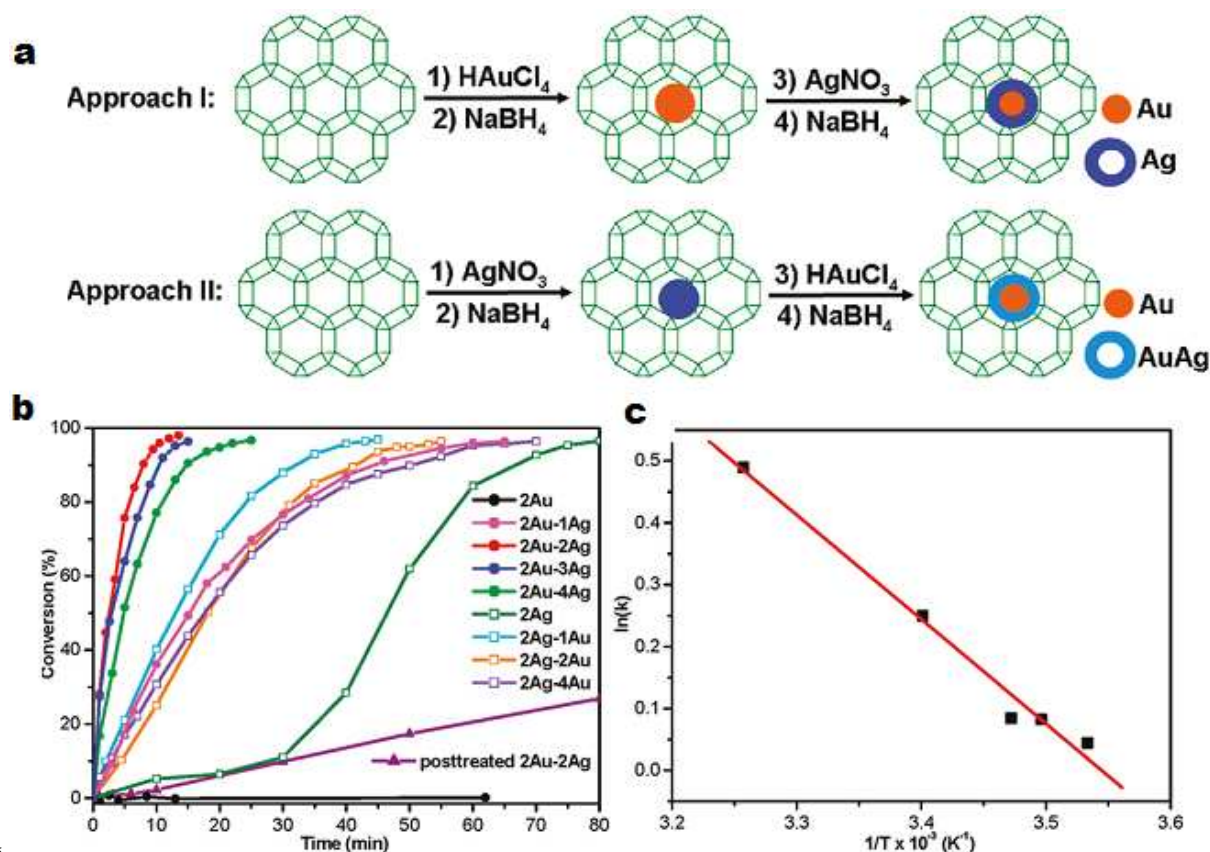 a
Approach I:
1) HAuCl₄
2) NaBH₄
3) AgNO₃
4) NaBH₄
Au
Ag
Approach II:
1) AgNO₃
2) NaBH₄
3) HAuCl₄
4) NaBH₄
Au
AuAg
b
Conversion (%)
100
80
60
40
20
0
0 10 20 30 40 50 60 70 80
Time (min)
2Au
2Au-1Ag
2Au-2Ag
2Au-3Ag
2Au-4Ag
2Ag
2Ag-1Au
2Ag-2Au
2Ag-4Au
posttreated 2Au-2Ag
c
ln(k)
0.5
0.4
0.3
0.2
0.1
0.0
3.2 3.3 3.4 3.5 3.6
1/T x 10⁻³ (K⁻¹)